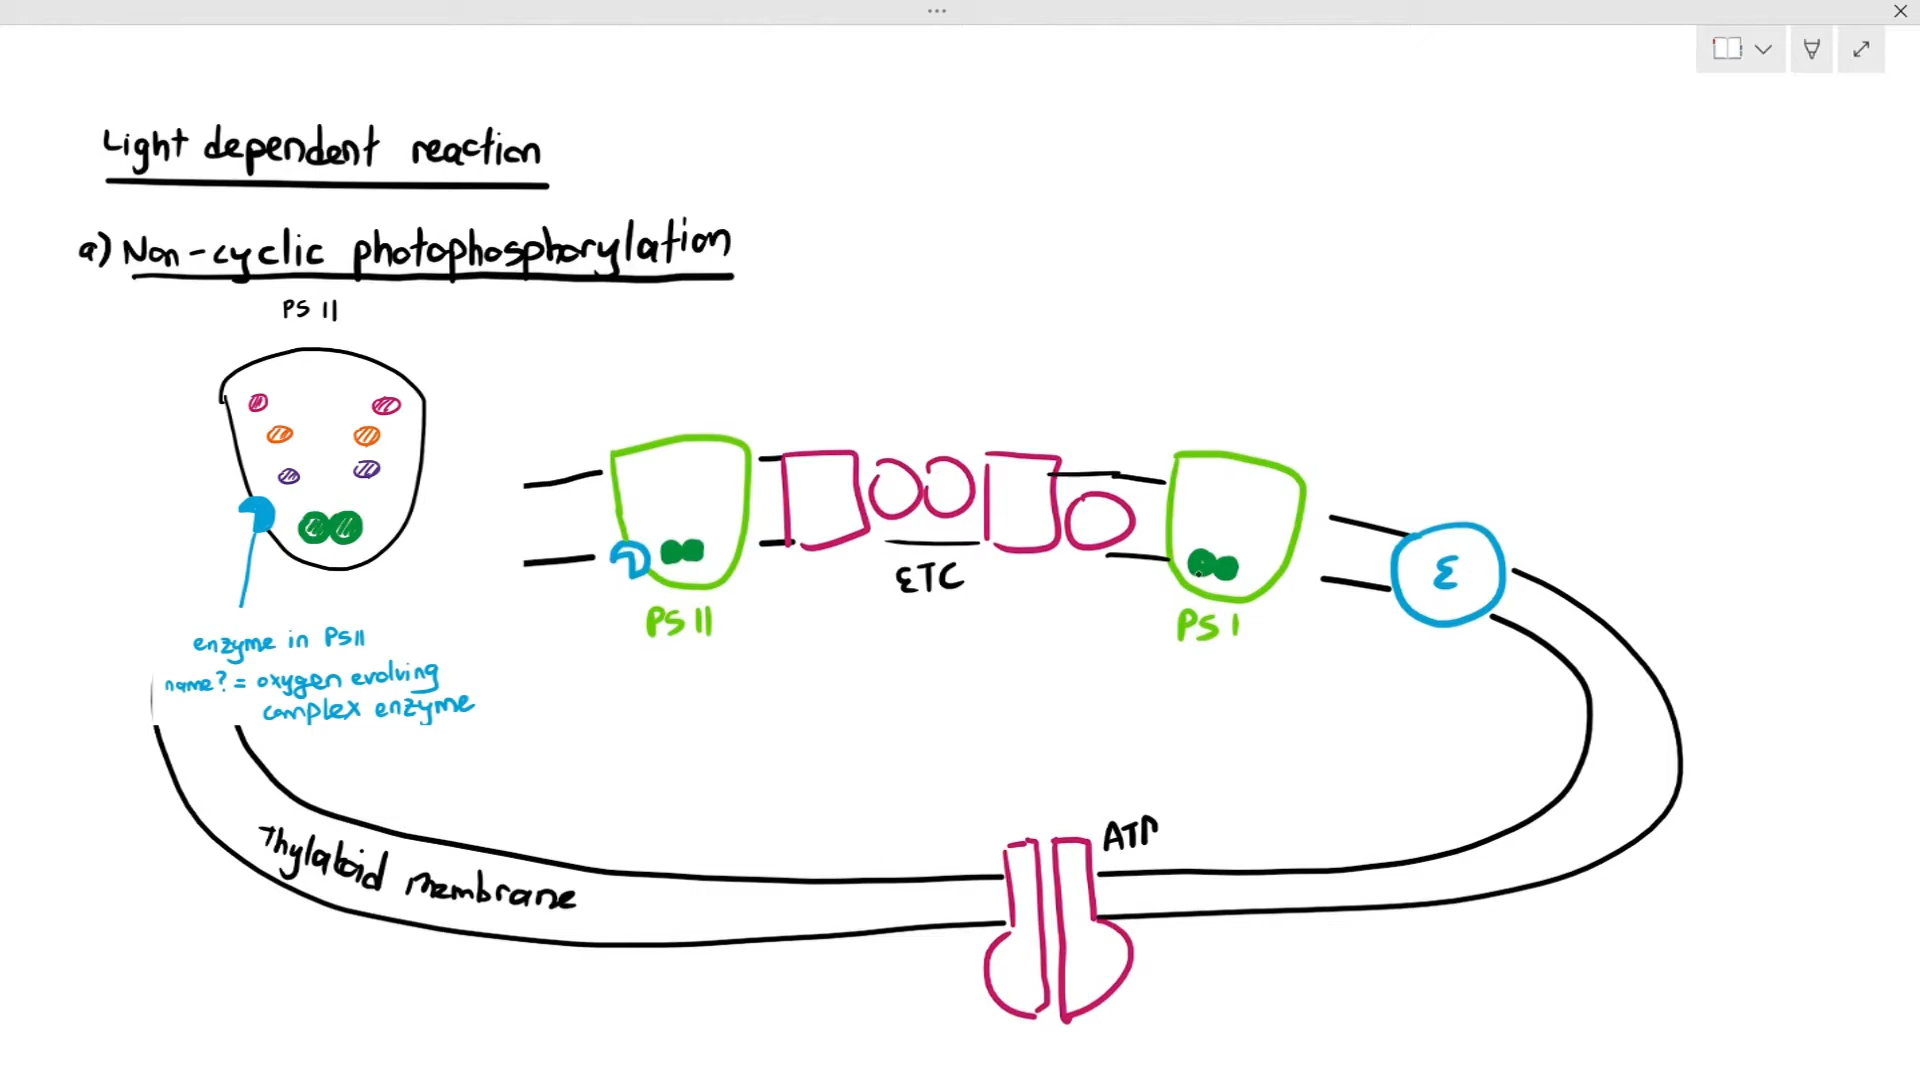 Light dependent reaction
a) Non-cyclic photophosphorylation
PS II
enzyme in PSII
name? = oxygen evolving
complex enzyme
PS II
ETC
PS I
E
Thylakoid membrane
ATP